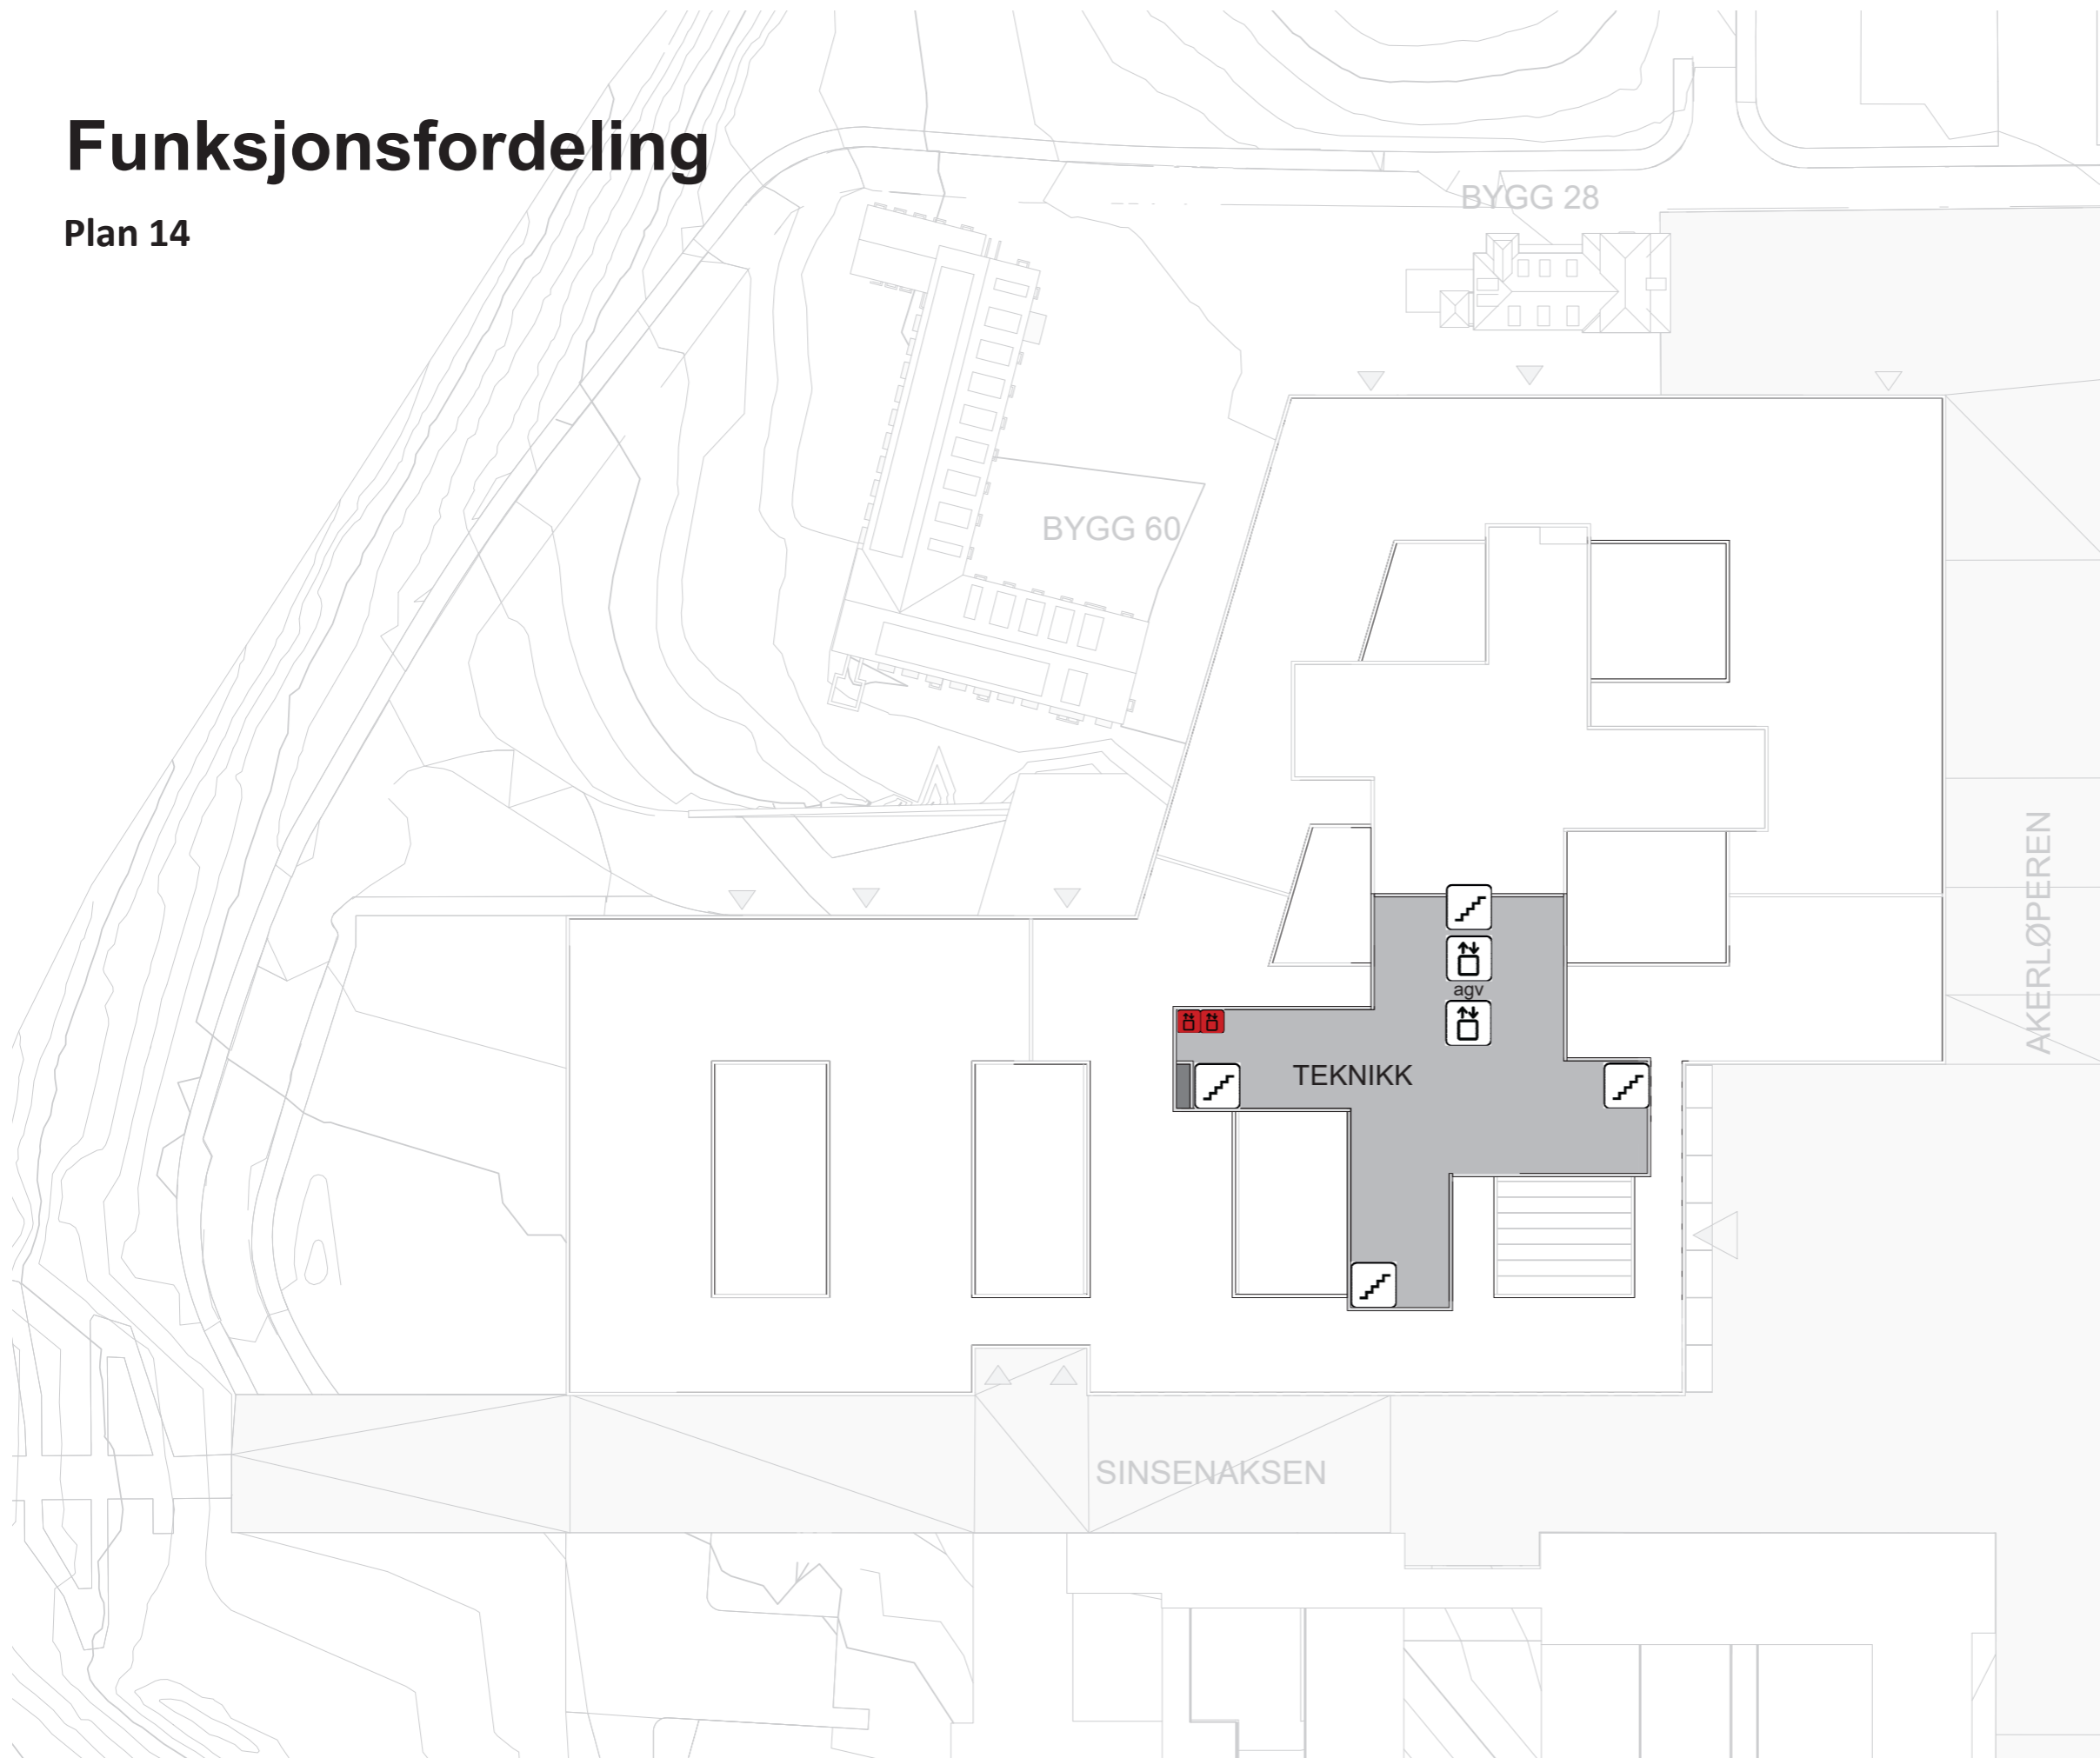 Funksjonsfordeling
Plan 14
BYGG 28
BYGG 60
AKERLØPEREN
agv
TEKNIKK
SINSENAKSEN